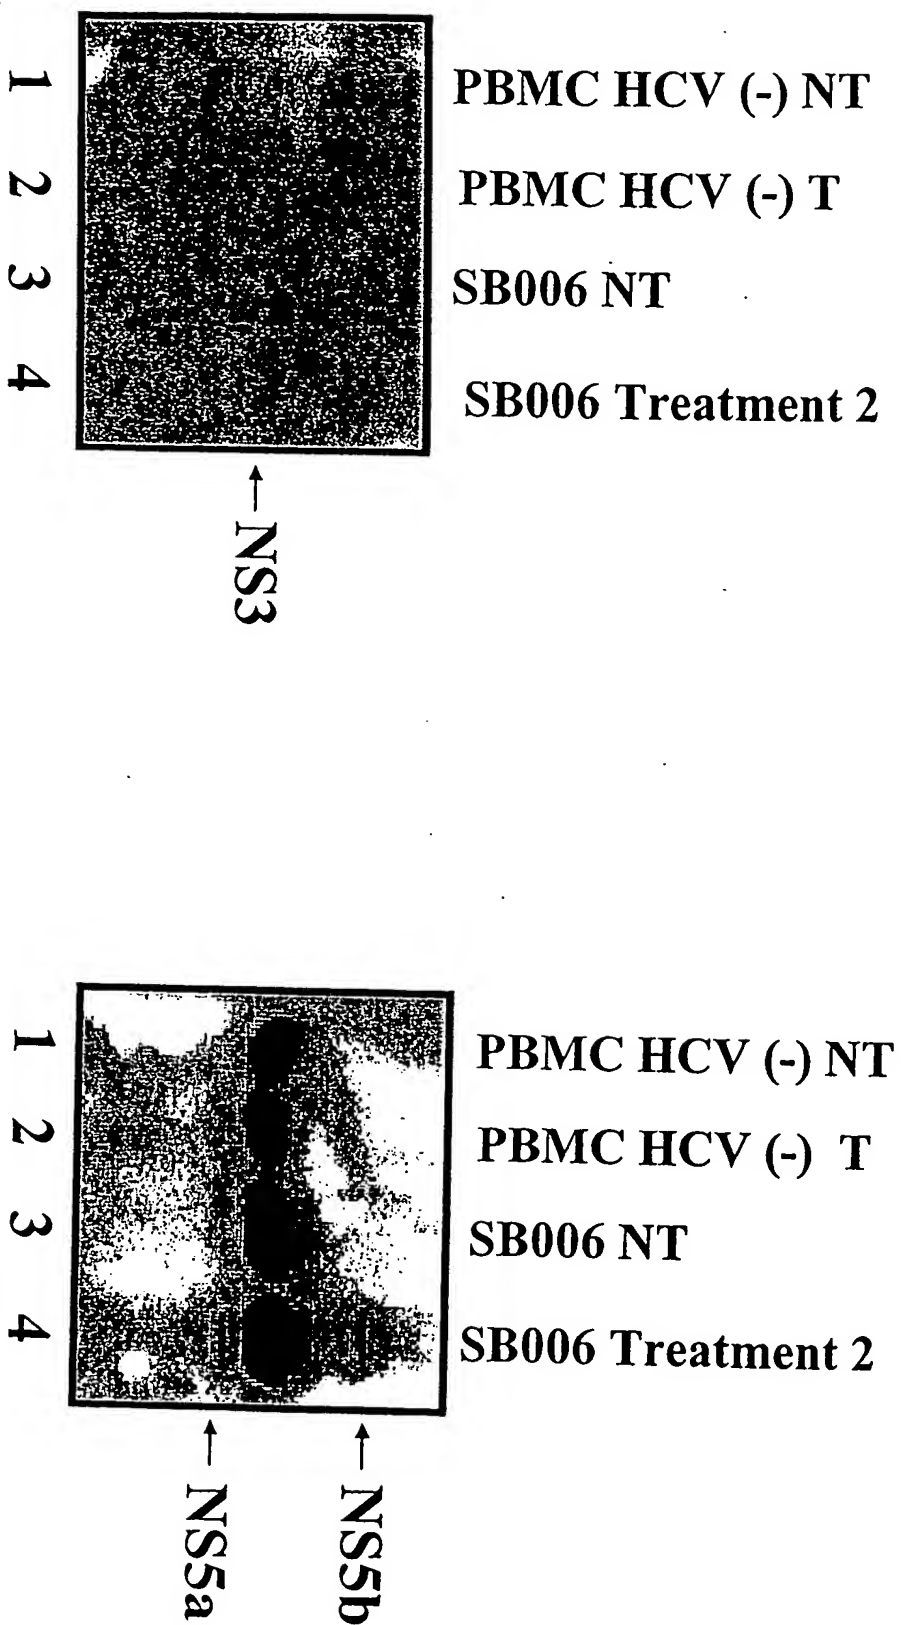 PBMC HCV (-) NT
PBMC HCV (-) T
SB006 NT
SB006 Treatment 2
1
2
3
4
← NS3
PBMC HCV (-) NT
PBMC HCV (-) T
SB006 NT
SB006 Treatment 2
1
2
3
4
← NS5b
← NS5a